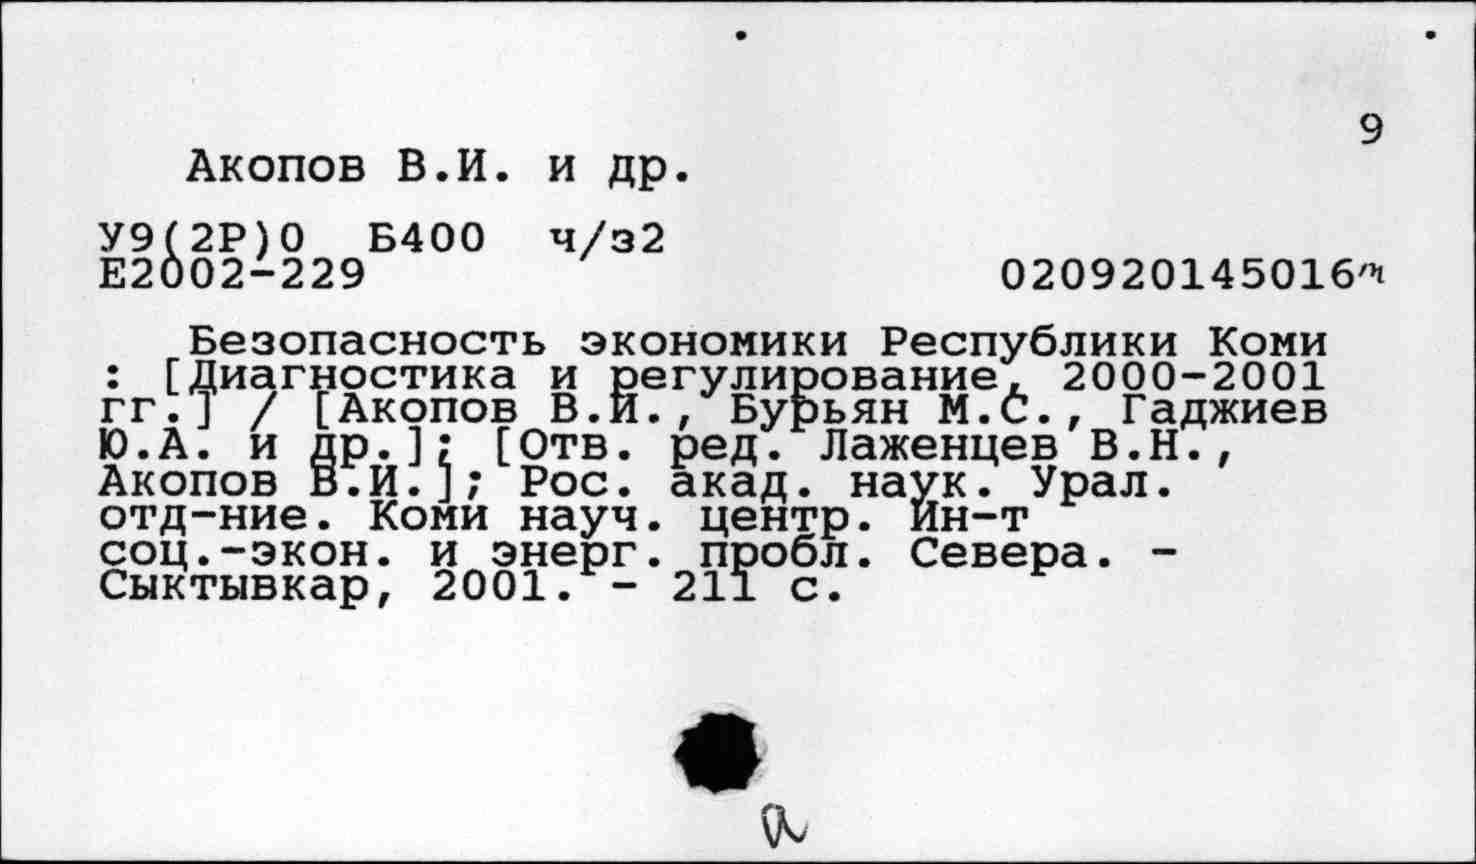 9
Акопов В.И. и др.
У9(2Р)0 Б400 ч/з2
Е2002-229 020920145016
Безопасность экономики Республики Коми
: [Диагностика и регулирование, 2000-2001
гг.] / [Акопов В.И., Бурьян М.С., Гаджиев
Ю.А. и др.]; [Отв. ред. Лаженцев В.Н.,
Акопов В.И.]; Рос. акад. наук. Урал.
отд-ние. Коми науч. центр. Ин-т
соц.-экон. и энерг. пробл. Севера. -
Сыктывкар, 2001. - 211 с.